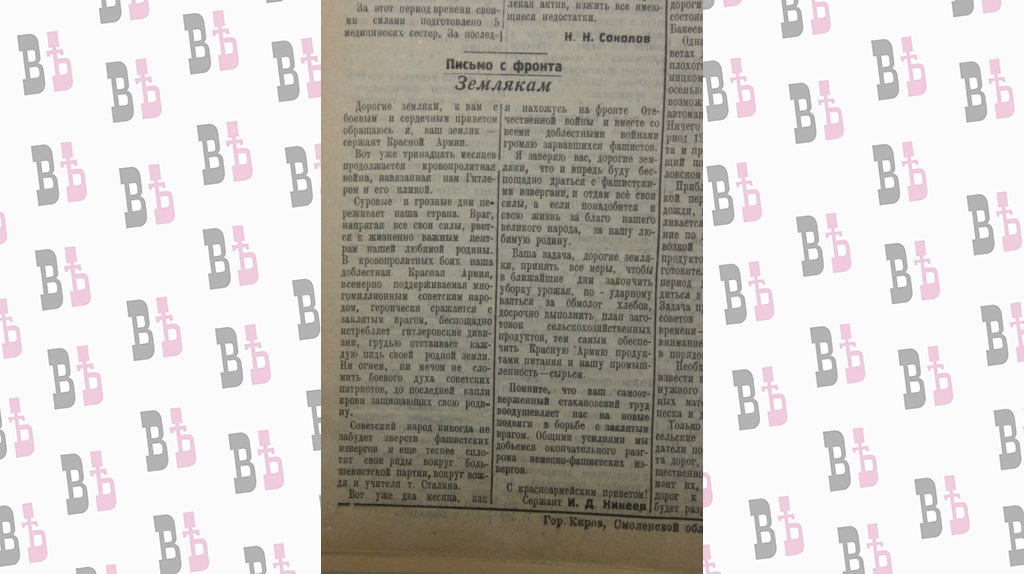 За этот период времени свои-
ми силами подготовлено 5
медицинских сестер. За послед-
лекая актив, изжить все имею-
щиеся недостатки.
Н. Н. Соколов
Письмо с фронта
Землякам
Дорогие земляки, к вам с
боевым и сердечным приветом
обращаюсь я, ваш земляк —
сержант Красной Армии.
Вот уже тринадцать месяцев
продолжается кровопролитная
война, навязанная нам Гитле-
ром и его кликой.
Суровые и грозные дни пе-
реживает наша страна. Враг,
напрягая все свои силы, рвет-
ся к жизненно важным цент-
рам нашей любимой родины.
В кровопролитных боях наша
доблестная Красная Армия,
всемерно поддерживаемая мно-
гомиллионным советским наро-
дом, героически сражается с
заклятым врагом, беспощадно
истребляет гитлеровские диви-
зии, грудью отстаивает каж-
дую пядь своей родной земли.
Ни огнем, ни мечом не сло-
мить боевого духа советских
патриотов, до последней капли
крови защищающих свою роди-
ну.
Советский народ никогда не
забудет зверств фашистских
извергов и еще теснее спло-
тит свои ряды вокруг боль-
шевистской партии, вокруг вож-
дя и учителя т. Сталина.
Вот уже два месяца, как
я нахожусь на фронте Оте-
чественной войны и вместе со
всеми доблестными воинами
громлю зарвавшихся фашистов.
Я заверяю вас, дорогие зем-
ляки, что и впредь буду бес-
пощадно драться с фашистски-
ми извергами, и отдам всё свои
силы, а если понадобится и
свою жизнь за благо нашего
великого народа, за нашу лю-
бимую родину.
Ваша задача, дорогие земля-
ки, принять все меры, чтобы
в ближайшие дни закончить
уборку урожая, по - ударному
взяться за обмолот хлебов,
досрочно выполнить план заго-
товок сельскохозяйственных
продуктов, тем самым обеспе-
чить Красную Армию продук-
тами питания и нашу промыш-
ленность—сырьем.
Помните, что ваш самоот-
верженный стахановский труд
воодушевляет нас на новые
подвиги в борьбе с заклятым
врагом. Общими усилиями мы
добьемся окончательного разг-
рома немецко-фашистских из-
вергов.
С красноармейским приветом!
Сержант И. Д. Никеев
Гор. Киров, Смоленской обл